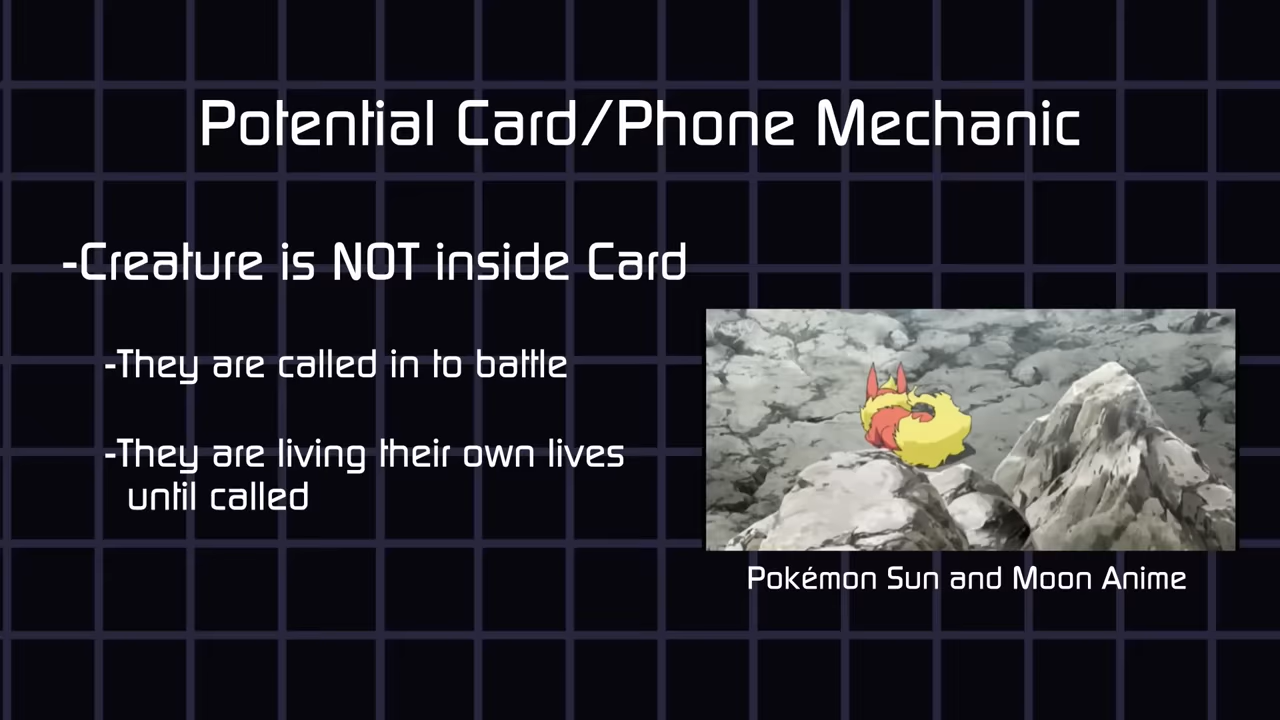 Potential Card/Phone Mechanic
-Creature is NOT inside Card
-They are called in to battle
-They are living their own lives
until called
Pokémon Sun and Moon Anime